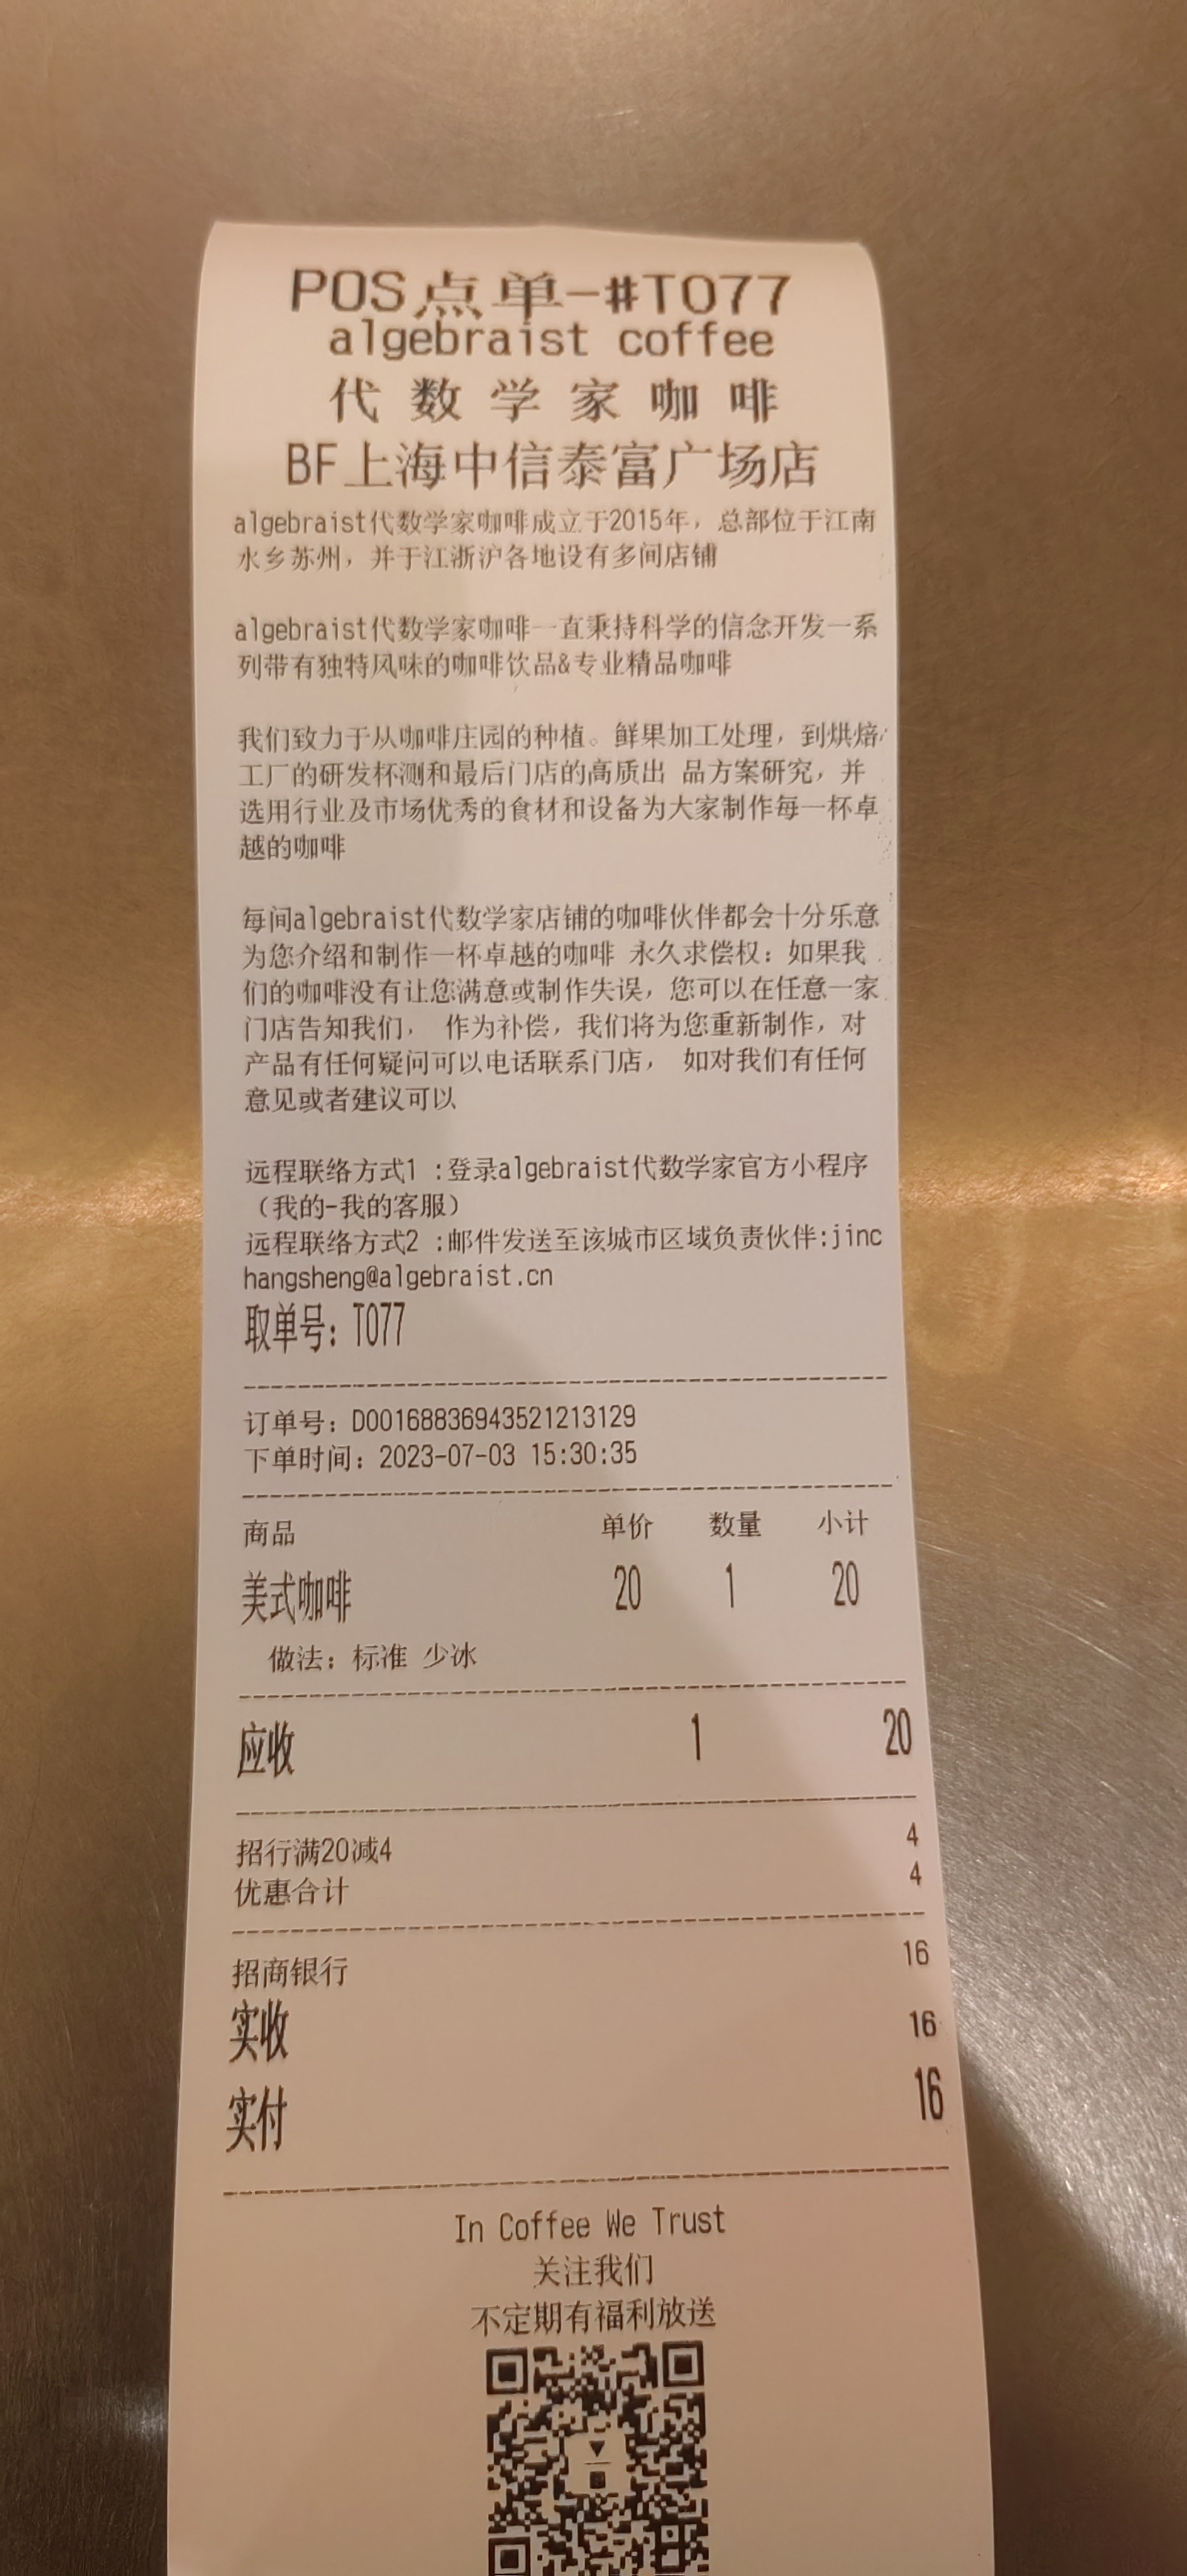 POS点单-#T077
algebraist coffee
代数学家咖啡
BF上海中信泰富广场店
algebraist代数学家咖啡成立于2015年，总部位于江南
水乡苏州，并于江浙沪各地设有多间店铺
algebraist代数学家咖啡一直秉持科学的信念开发一系
列带有独特风味的咖啡饮品&专业精品咖啡
我们致力于从咖啡庄园的种植。鲜果加工处理，到烘焙
工厂的研发杯测和最后门店的高质出 品方案研究，并
选用行业及市场优秀的食材和设备为大家制作每一杯卓
越的咖啡
每间algebraist代数学家店铺的咖啡伙伴都会十分乐意
为您介绍和制作一杯卓越的咖啡 永久求偿权：如果我
们的咖啡没有让您满意或制作失误，您可以在任意一家
门店告知我们， 作为补偿，我们将为您重新制作，对
产品有任何疑问可以电话联系门店， 如对我们有任何
意见或者建议可以
远程联络方式1 :登录algebraist代数学家官方小程序
（我的-我的客服）
远程联络方式2 :邮件发送至该城市区域负责伙伴:jinc
hangsheng@algebraist.cn
取单号：T077
订单号：D00168836943521213129
下单时间：2023-07-03 15:30:35
商品 单价 数量 小计
美式咖啡 20 1 20
做法：标准 少冰
应收 1 20
招行满20减4 4
优惠合计 4
招商银行 16
实收 16
实付 16
In Coffee We Trust
关注我们
不定期有福利放送